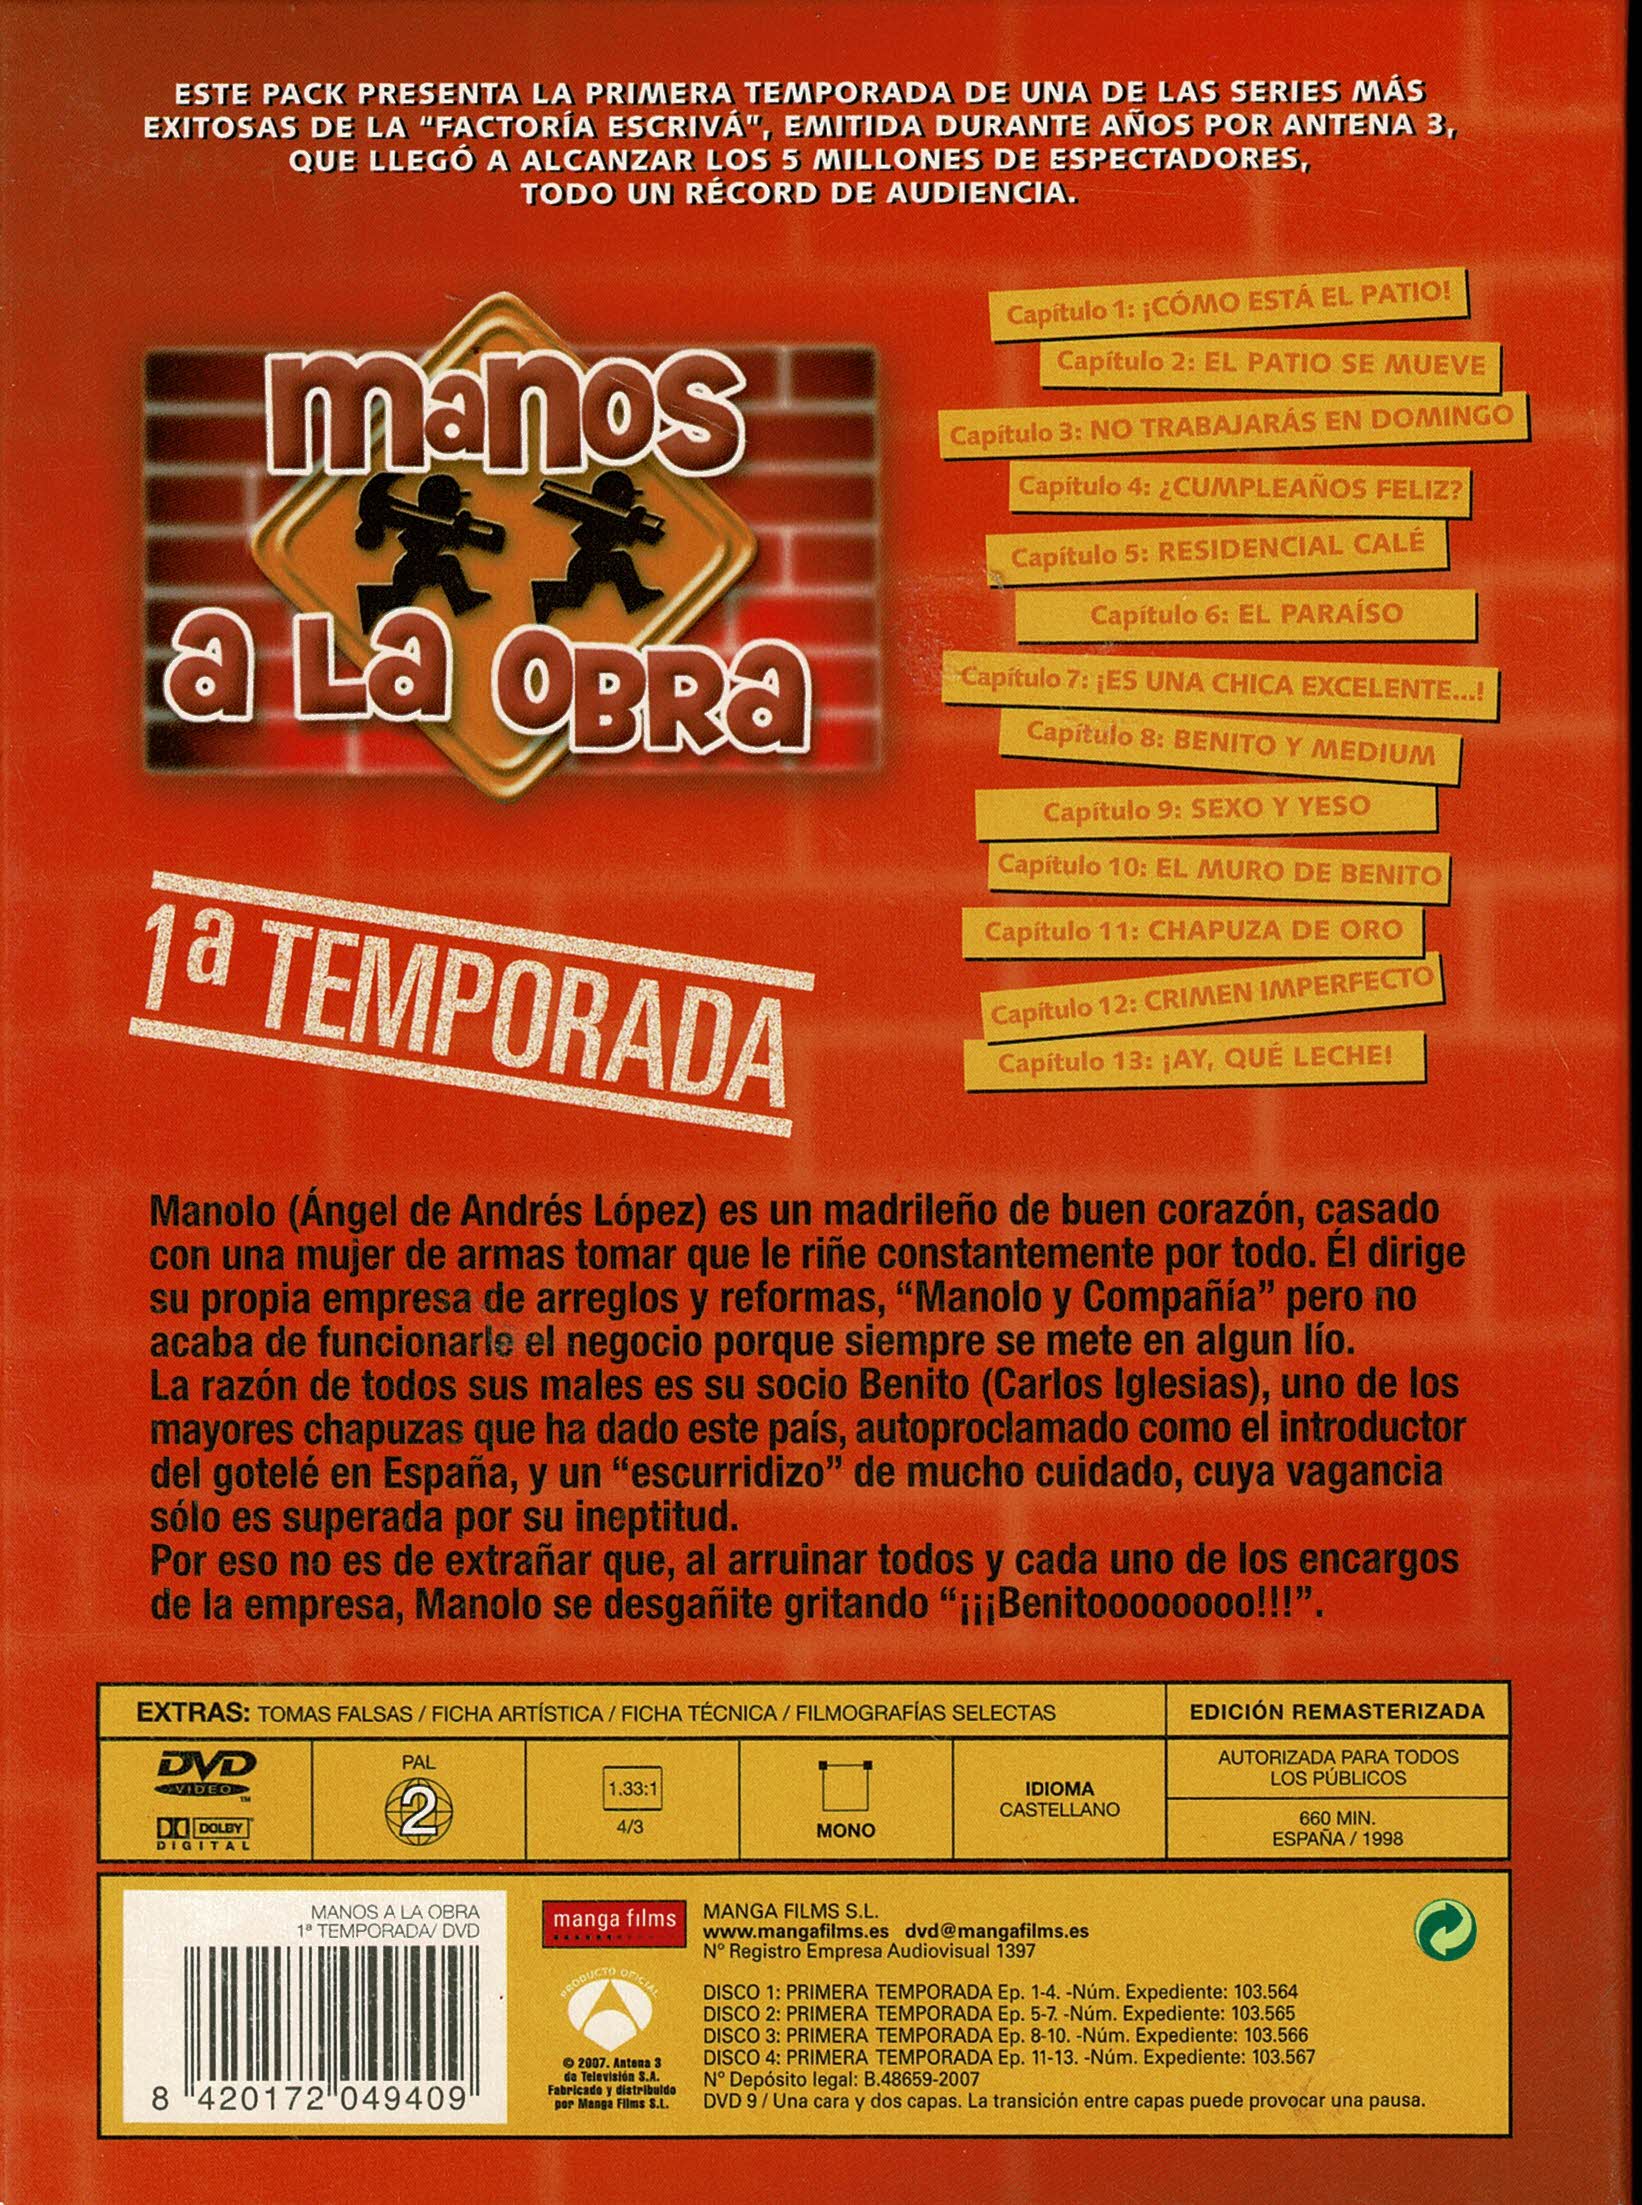 ESTE PACK PRESENTA LA PRIMERA TEMPORADA DE UNA DE LAS SERIES MÁS
EXITOSAS DE LA "FACTORÍA ESCRIVÁ", EMITIDA DURANTE AÑOS POR ANTENA 3,
QUE LLEGÓ A ALCANZAR LOS 5 MILLONES DE ESPECTADORES,
TODO UN RÉCORD DE AUDIENCIA.
manos
a La OBRa
1ª TEMPORADA
Capítulo 1: ¡CÓMO ESTÁ EL PATIO!
Capítulo 2: EL PATIO SE MUEVE
Capítulo 3: NO TRABAJARÁS EN DOMINGO
Capítulo 4: ¿CUMPLEAÑOS FELIZ?
Capítulo 5: RESIDENCIAL CALÉ
Capítulo 6: EL PARAÍSO
Capítulo 7: ¡ES UNA CHICA EXCELENTE...!
Capítulo 8: BENITO Y MEDIUM
Capítulo 9: SEXO Y YESO
Capítulo 10: EL MURO DE BENITO
Capítulo 11: CHAPUZA DE ORO
Capítulo 12: CRIMEN IMPERFECTO
Capítulo 13: ¡AY, QUÉ LECHE!
Manolo (Ángel de Andrés López) es un madrileño de buen corazón, casado
con una mujer de armas tomar que le riñe constantemente por todo. Él dirige
su propia empresa de arreglos y reformas, “Manolo y Compañía” pero no
acaba de funcionarle el negocio porque siempre se mete en algun lío.
La razón de todos sus males es su socio Benito (Carlos Iglesias), uno de los
mayores chapuzas que ha dado este país, autoproclamado como el introductor
del gotelé en España, y un “escurridizo” de mucho cuidado, cuya vagancia
sólo es superada por su ineptitud.
Por eso no es de extrañar que, al arruinar todos y cada uno de los encargos
de la empresa, Manolo se desgañite gritando “¡¡¡Benitoooooooo!!!”.
EXTRAS: TOMAS FALSAS / FICHA ARTÍSTICA / FICHA TÉCNICA / FILMOGRAFÍAS SELECTAS
EDICIÓN REMASTERIZADA
DVD
VIDEO™
DOLBY
DIGITAL
PAL
2
1.33:1
4/3
MONO
IDIOMA
CASTELLANO
AUTORIZADA PARA TODOS
LOS PÚBLICOS
660 MIN.
ESPAÑA / 1998
MANOS A LA OBRA
1ª TEMPORADA/ DVD
8 420172 049409
manga films
PRODUCTO OFICIAL
© 2007. Antena 3
de Televisión S.A.
Fabricado y distribuido
por Manga Films S.L.
MANGA FILMS S.L.
www.mangafilms.es dvd@mangafilms.es
Nº Registro Empresa Audiovisual 1397
DISCO 1: PRIMERA TEMPORADA Ep. 1-4. -Núm. Expediente: 103.564
DISCO 2: PRIMERA TEMPORADA Ep. 5-7. -Núm. Expediente: 103.565
DISCO 3: PRIMERA TEMPORADA Ep. 8-10. -Núm. Expediente: 103.566
DISCO 4: PRIMERA TEMPORADA Ep. 11-13. -Núm. Expediente: 103.567
Nº Depósito legal: B.48659-2007
DVD 9 / Una cara y dos capas. La transición entre capas puede provocar una pausa.